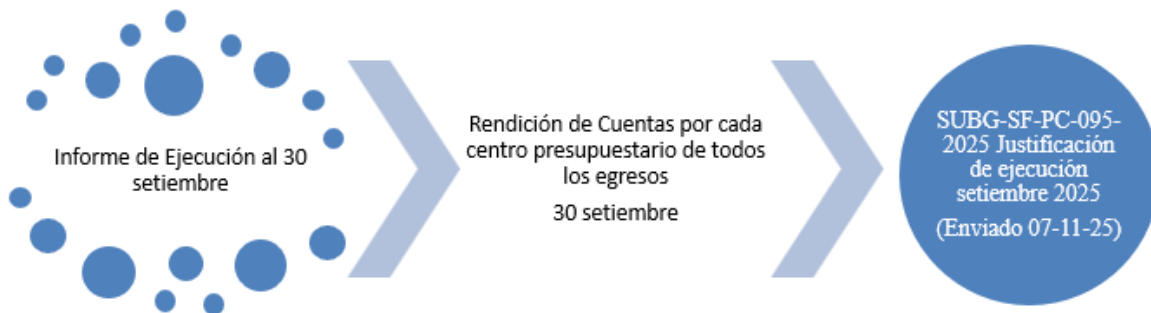 Informe de Ejecución al 30
setiembre
Rendición de Cuentas por cada
centro presupuestario de todos
los egresos
30 setiembre
SUBG-SF-PC-095-
2025 Justificación
de ejecución
setiembre 2025
(Enviado 07-11-25)